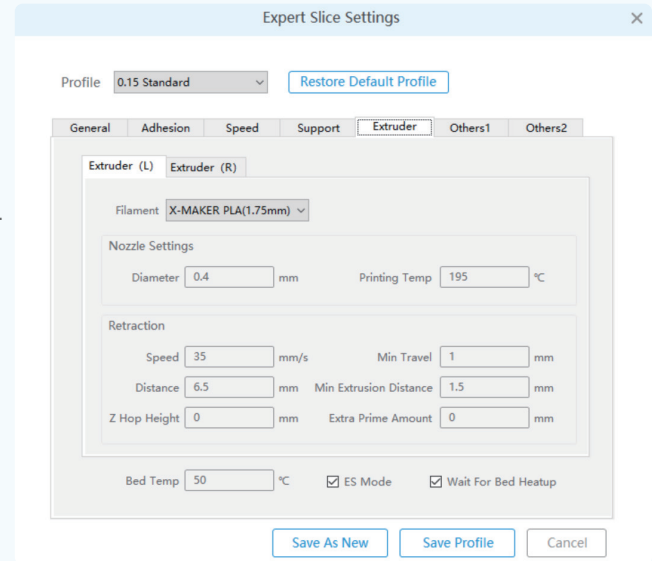 Expert Slice Settings
Profile 0.15 Standard Restore Default Profile
General Adhesion Speed Support Extruder Others1 Others2
Extruder (L) Extruder (R)
Filament X-MAKER PLA(1.75mm)
Nozzle Settings
Diameter 0.4 mm Printing Temp 195 ℃
Retraction
Speed 35 mm/s Min Travel 1 mm
Distance 6.5 mm Min Extrusion Distance 1.5 mm
Z Hop Height 0 mm Extra Prime Amount 0 mm
Bed Temp 50 ℃ ES Mode Wait For Bed Heatup
Save As New Save Profile Cancel